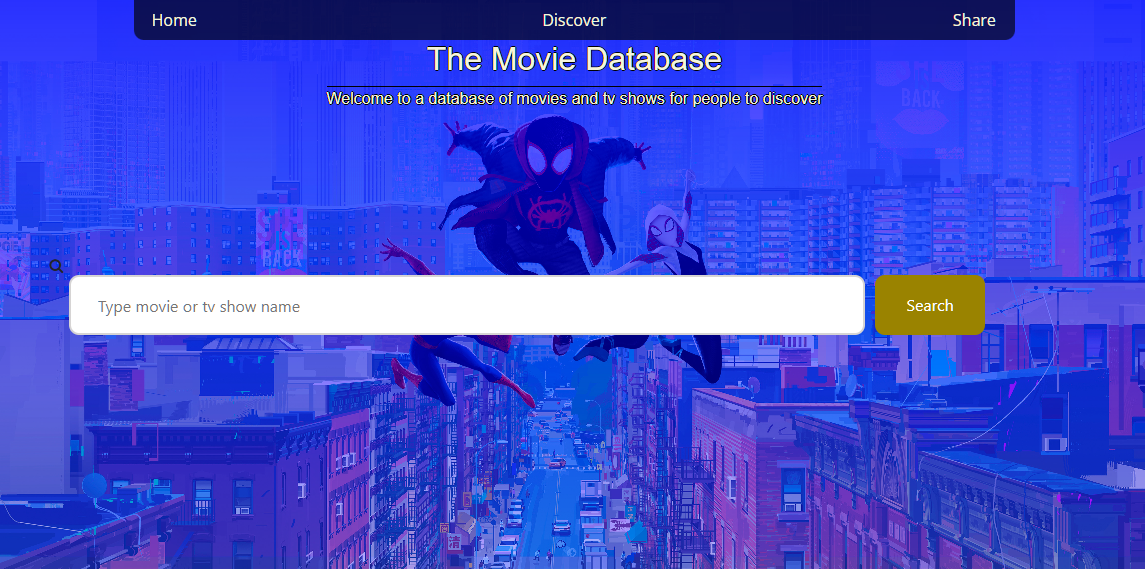 Home Discover Share
The Movie Database
Welcome to a database of movies and tv shows for people to discover
BACK
BACK
Type movie or tv show name
Search